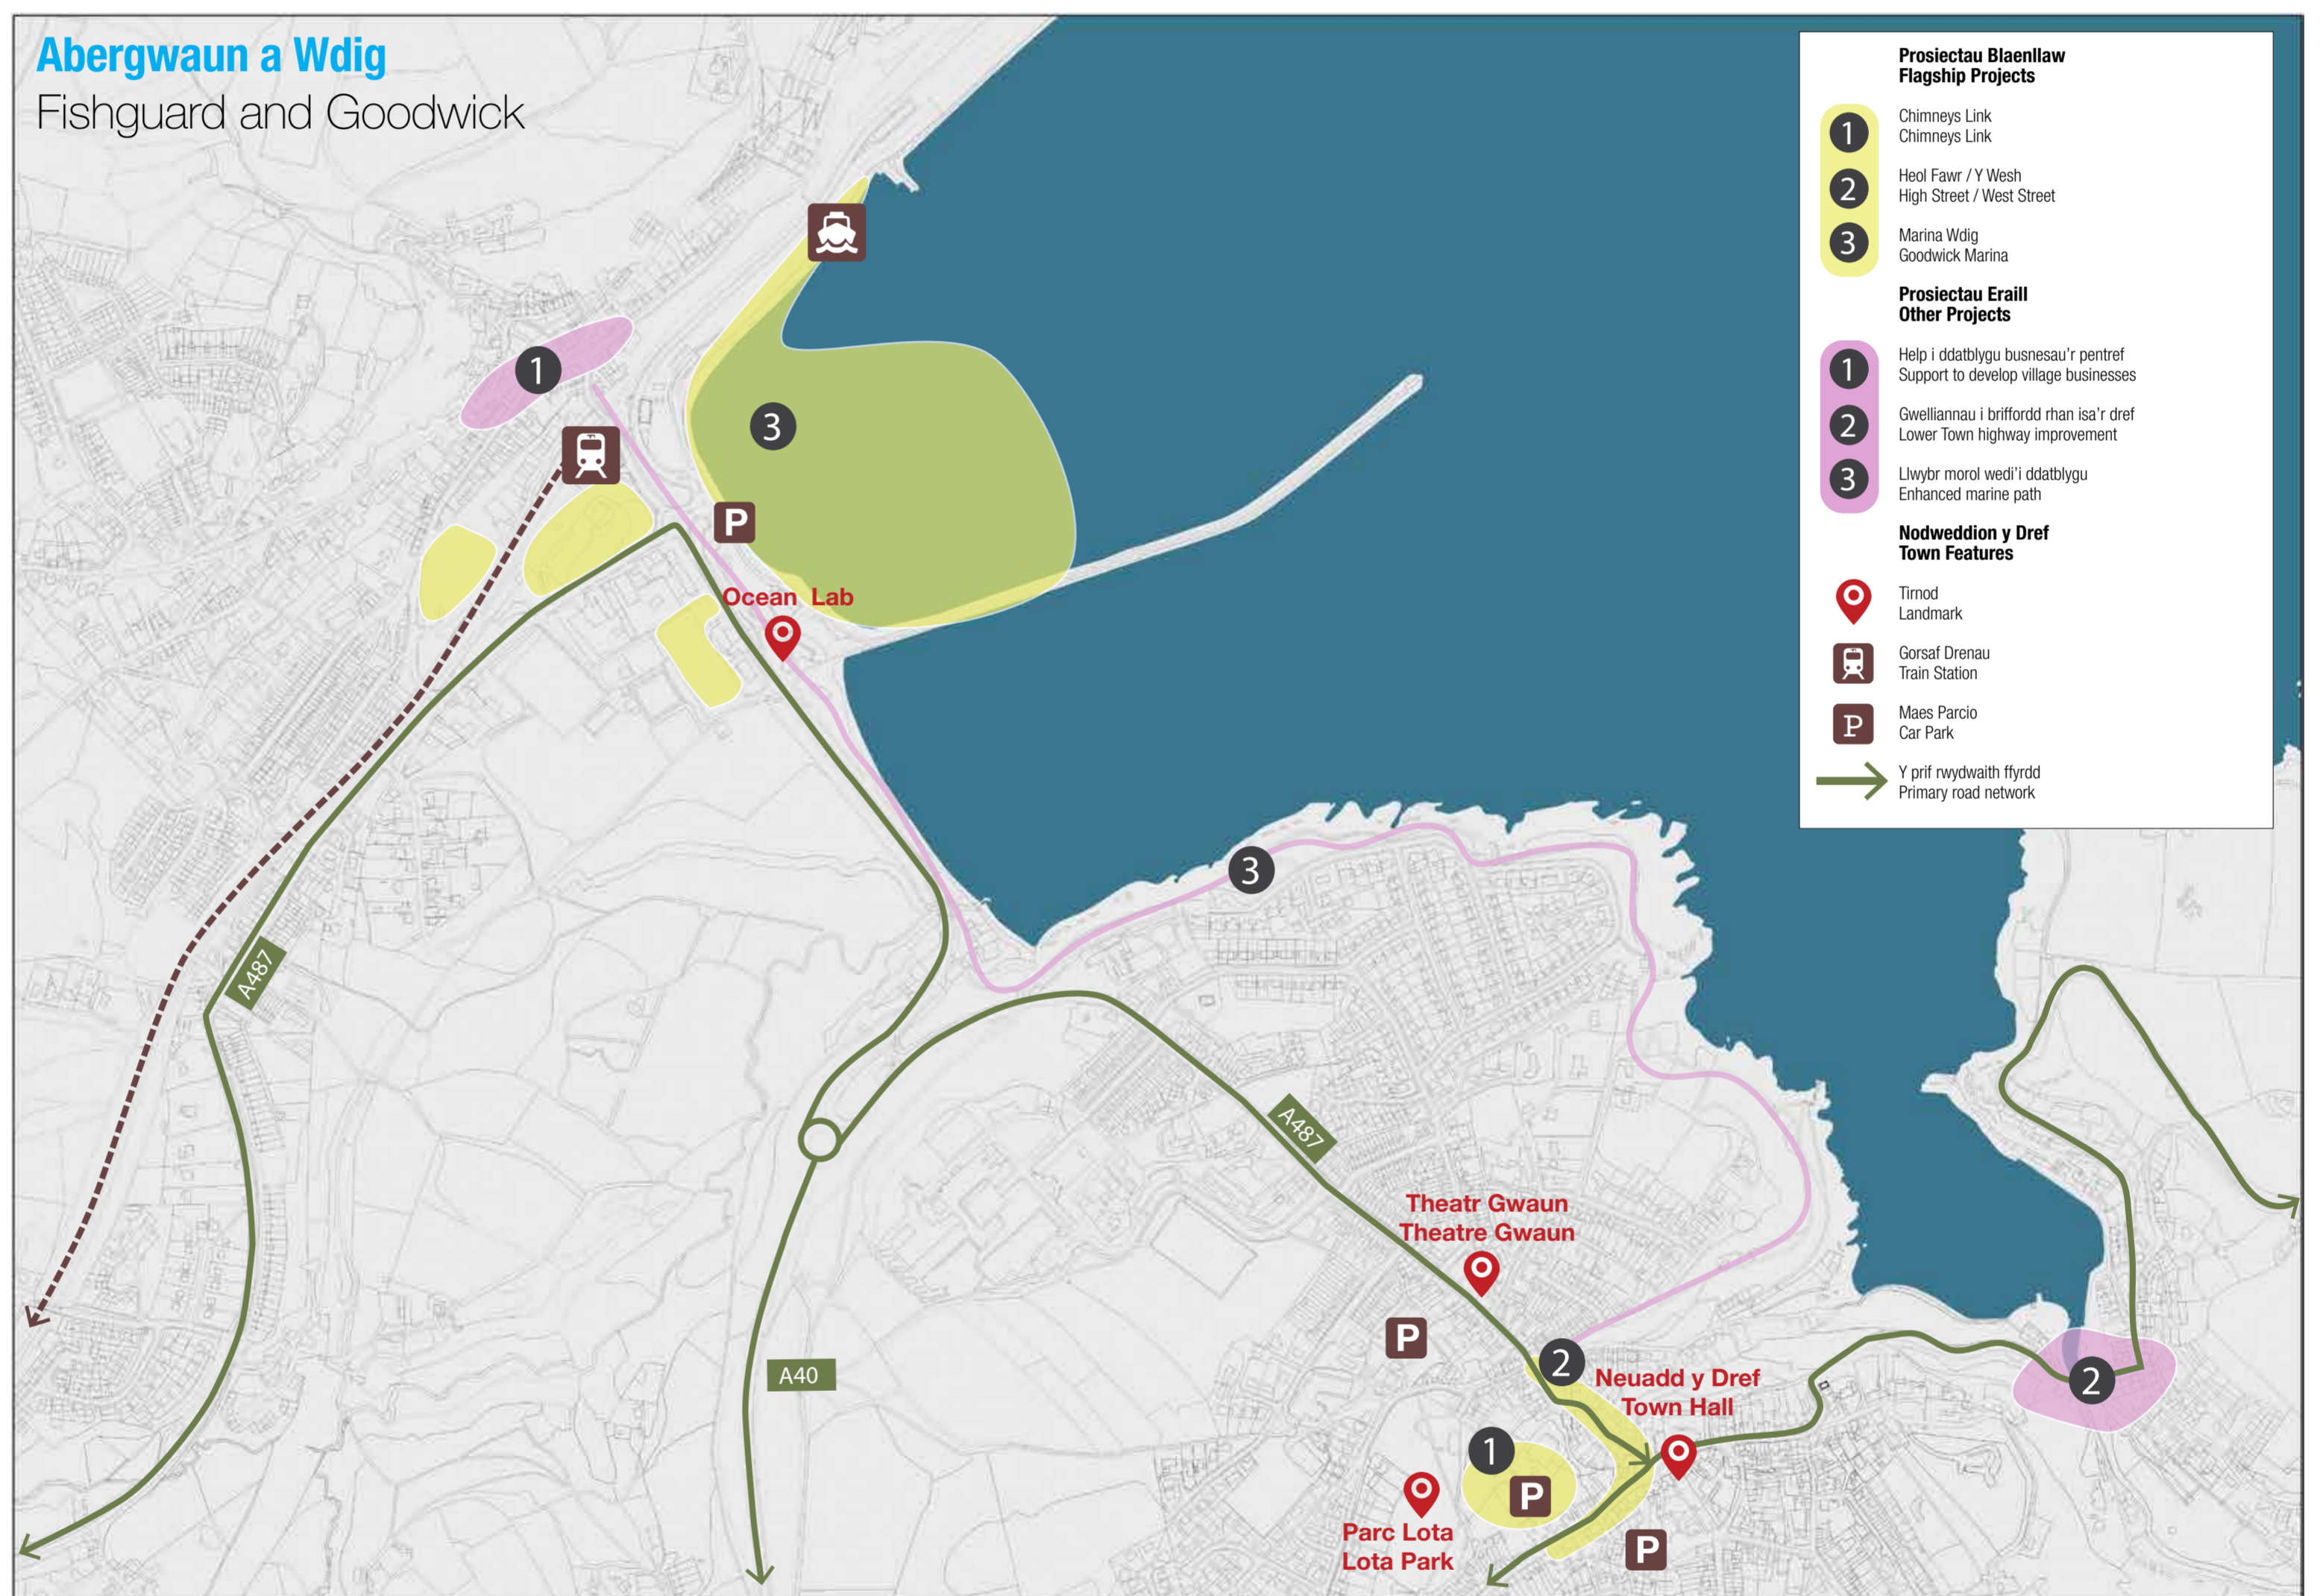 Abergwaun a Wdig
Fishguard and Goodwick
Prosiectau Blaenllaw
Flagship Projects
1
Chimneys Link
Chimneys Link
2
Heol Fawr / Y Wesh
High Street / West Street
3
Marina Wdig
Goodwick Marina
Prosiectau Eraill
Other Projects
1
Help i ddatblygu busnesau'r pentref
Support to develop village businesses
2
Gwelliannau i briffordd rhan isa'r dref
Lower Town highway improvement
3
Llwybr morol wedi'i ddatblygu
Enhanced marine path
Nodweddion y Dref
Town Features
Tirnod
Landmark
Gorsaf Drenau
Train Station
P
Maes Parcio
Car Park
Y prif rwydwaith ffyrdd
Primary road network
1
3
P
Ocean Lab
3
A487
A487
Theatr Gwaun
Theatre Gwaun
P
A40
2
Neuadd y Dref
Town Hall
2
1
P
Parc Lota
Lota Park
P